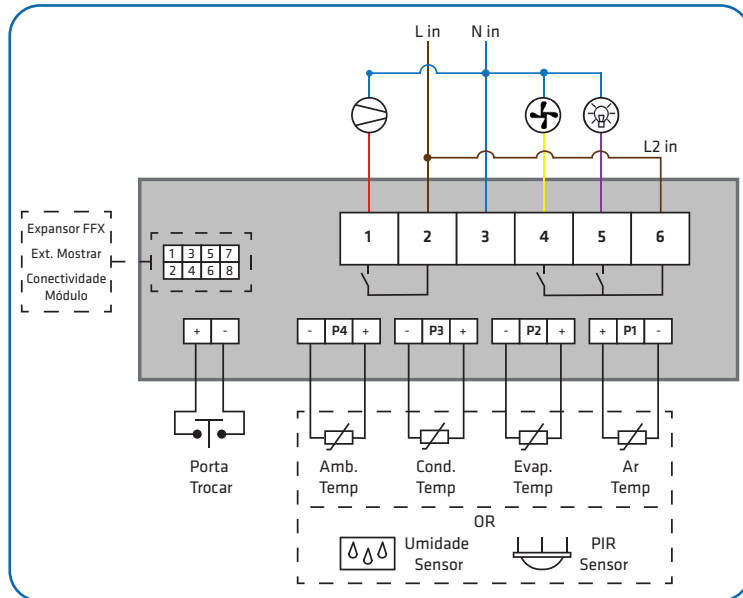 L in
N in
L2 in
Expansor FFX
Ext. Mostrar
Conectividade
Módulo
1 3 5 7
2 4 6 8
1 2 3 4 5 6
+ -
- P4 +
- P3 +
- P2 +
+ P1 -
Porta
Trocar
Amb.
Temp
Cond.
Temp
Evap.
Temp
Ar
Temp
OR
Umidade
Sensor
PIR
Sensor